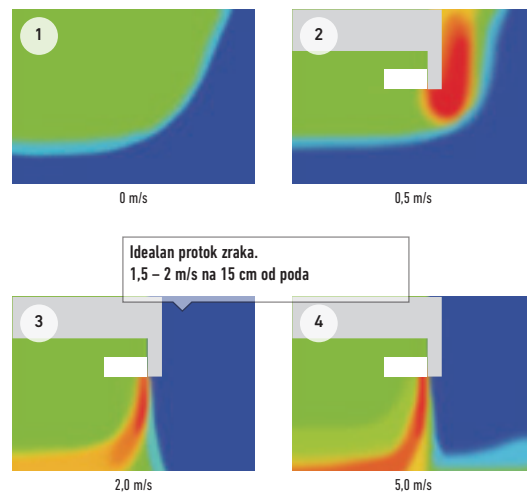 1
2
0 m/s
0,5 m/s
Idealan protok zraka.
1,5 – 2 m/s na 15 cm od poda
3
4
2,0 m/s
5,0 m/s